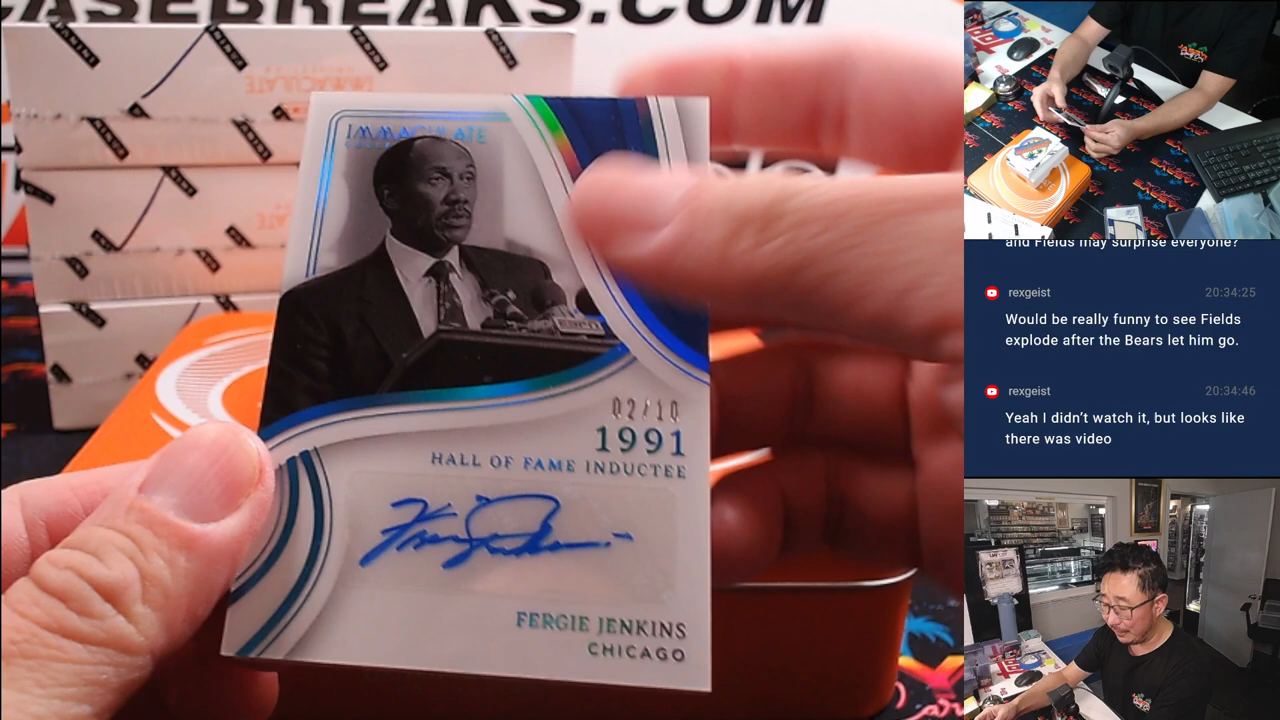 CASEBREAKS.COM
IMMACULATE
02/10
1991
HALL OF FAME INDUCTEE
FERGIE JENKINS
CHICAGO
and Fields may surprise everyone?
rexgeist 20:34:25
Would be really funny to see Fields
explode after the Bears let him go.
rexgeist 20:34:46
Yeah I didn't watch it, but looks like
there was video